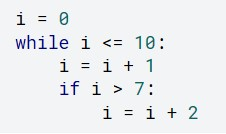 i = 0
while i <= 10:
    i = i + 1
    if i > 7:
        i = i + 2